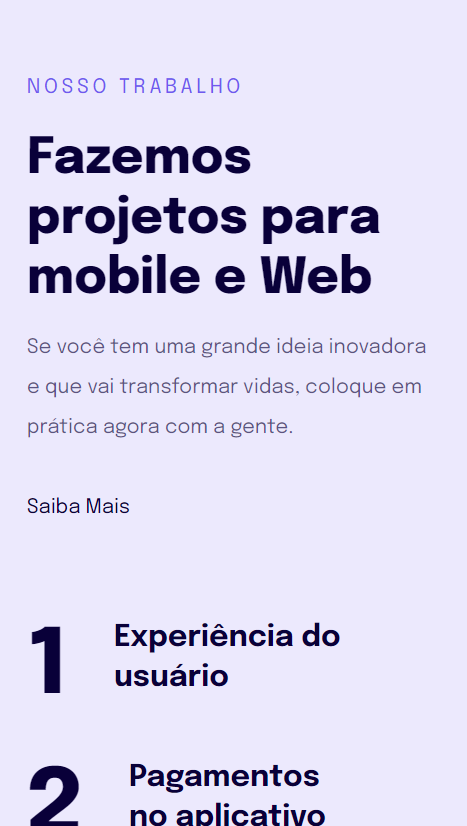 NOSSO TRABALHO
Fazemos
projetos para
mobile e Web
Se você tem uma grande ideia inovadora
e que vai transformar vidas, coloque em
prática agora com a gente.
Saiba Mais
1
Experiência do
usuário
2
Pagamentos
no aplicativo